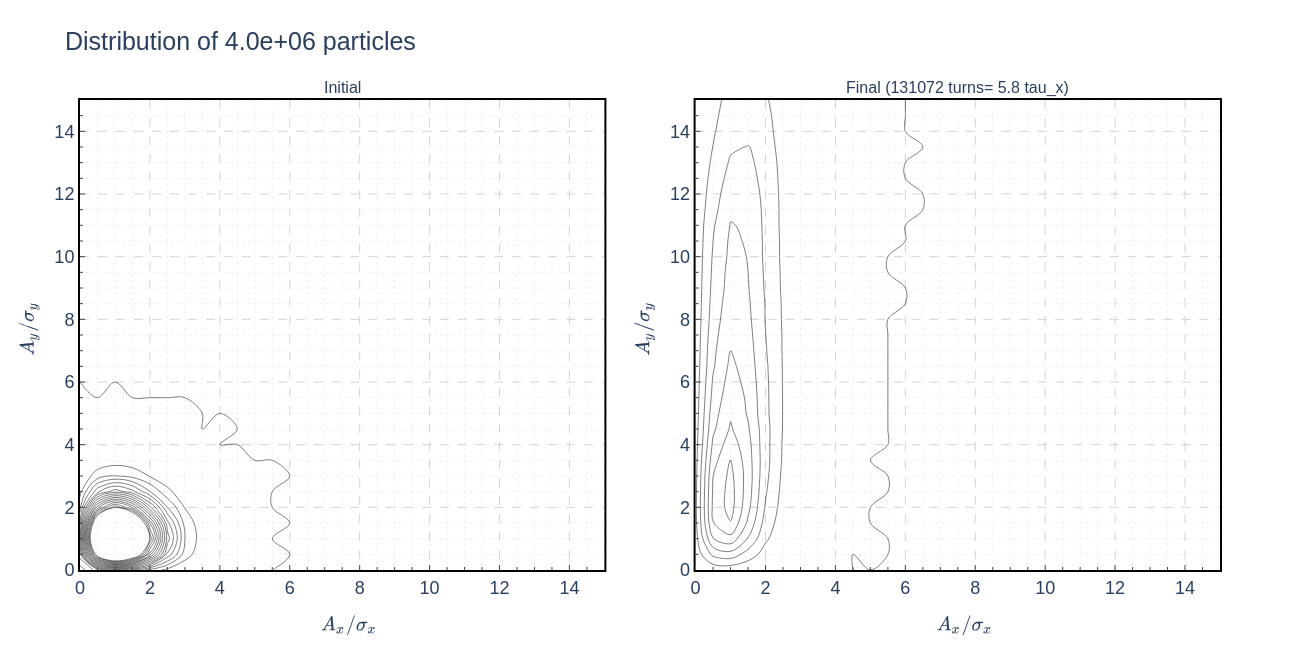 Distribution of 4.0e+06 particles
Initial
Final (131072 turns= 5.8 tau_x)
14
12
10
8
6
4
2
0
0 2 4 6 8 10 12 14
A_y/σ_y
A_x/σ_x
14
12
10
8
6
4
2
0
0 2 4 6 8 10 12 14
A_y/σ_y
A_x/σ_x